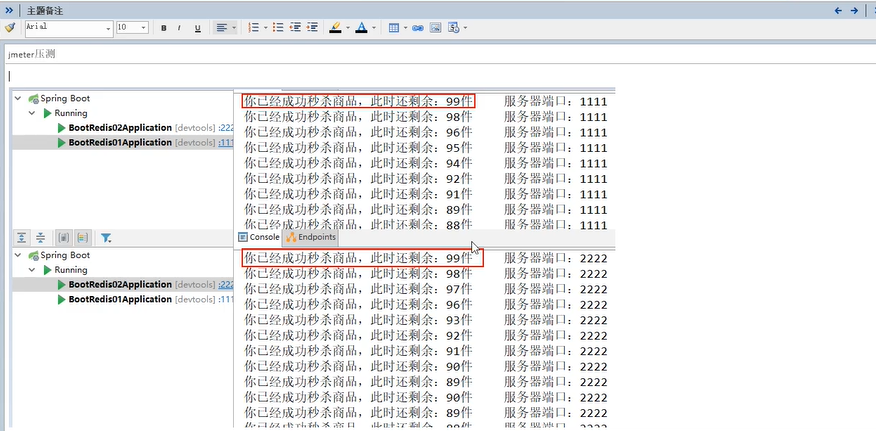 主题备注
Arial 10 B I U
jmeter压测
Spring Boot
Running
BootRedis02Application [devtools] :222
BootRedis01Application [devtools] :111
你已经成功秒杀商品，此时还剩余：99件 服务器端口：1111
你已经成功秒杀商品，此时还剩余：98件 服务器端口：1111
你已经成功秒杀商品，此时还剩余：96件 服务器端口：1111
你已经成功秒杀商品，此时还剩余：95件 服务器端口：1111
你已经成功秒杀商品，此时还剩余：94件 服务器端口：1111
你已经成功秒杀商品，此时还剩余：92件 服务器端口：1111
你已经成功秒杀商品，此时还剩余：91件 服务器端口：1111
你已经成功秒杀商品，此时还剩余：89件 服务器端口：1111
你已经成功秒杀商品，此时还剩余：88件 服务器端口：1111
Console Endpoints
Spring Boot
Running
BootRedis02Application [devtools] :222
BootRedis01Application [devtools] :111
你已经成功秒杀商品，此时还剩余：99件 服务器端口：2222
你已经成功秒杀商品，此时还剩余：98件 服务器端口：2222
你已经成功秒杀商品，此时还剩余：97件 服务器端口：2222
你已经成功秒杀商品，此时还剩余：96件 服务器端口：2222
你已经成功秒杀商品，此时还剩余：93件 服务器端口：2222
你已经成功秒杀商品，此时还剩余：92件 服务器端口：2222
你已经成功秒杀商品，此时还剩余：91件 服务器端口：2222
你已经成功秒杀商品，此时还剩余：90件 服务器端口：2222
你已经成功秒杀商品，此时还剩余：89件 服务器端口：2222
你已经成功秒杀商品，此时还剩余：90件 服务器端口：2222
你已经成功秒杀商品，此时还剩余：89件 服务器端口：2222